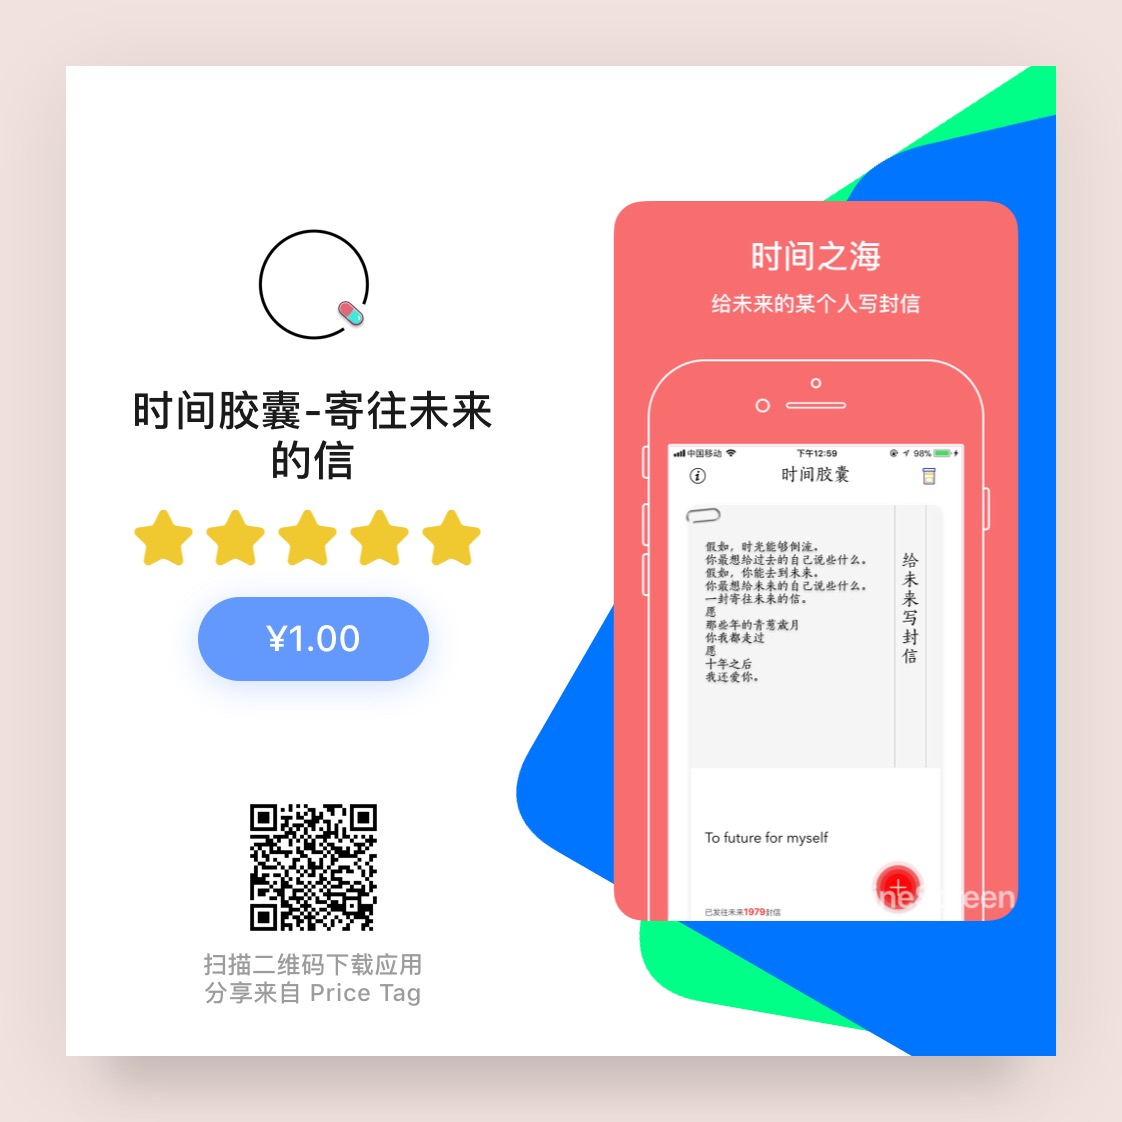 时间胶囊-寄往未来
的信
¥1.00
扫描二维码下载应用
分享来自 Price Tag
时间之海
给未来的某个人写封信
中国移动
下午12:59
98%
时间胶囊
假如，时光能够倒流。
你最想给过去的自己说些什么。
假如，你能去到未来。
你最想给未来的自己说些什么。
一封寄往未来的信。
愿
那些年的青葱岁月
你我都走过
愿
十年之后
我还爱你。
给未来写封信
To future for myself
已发往未来1979封信